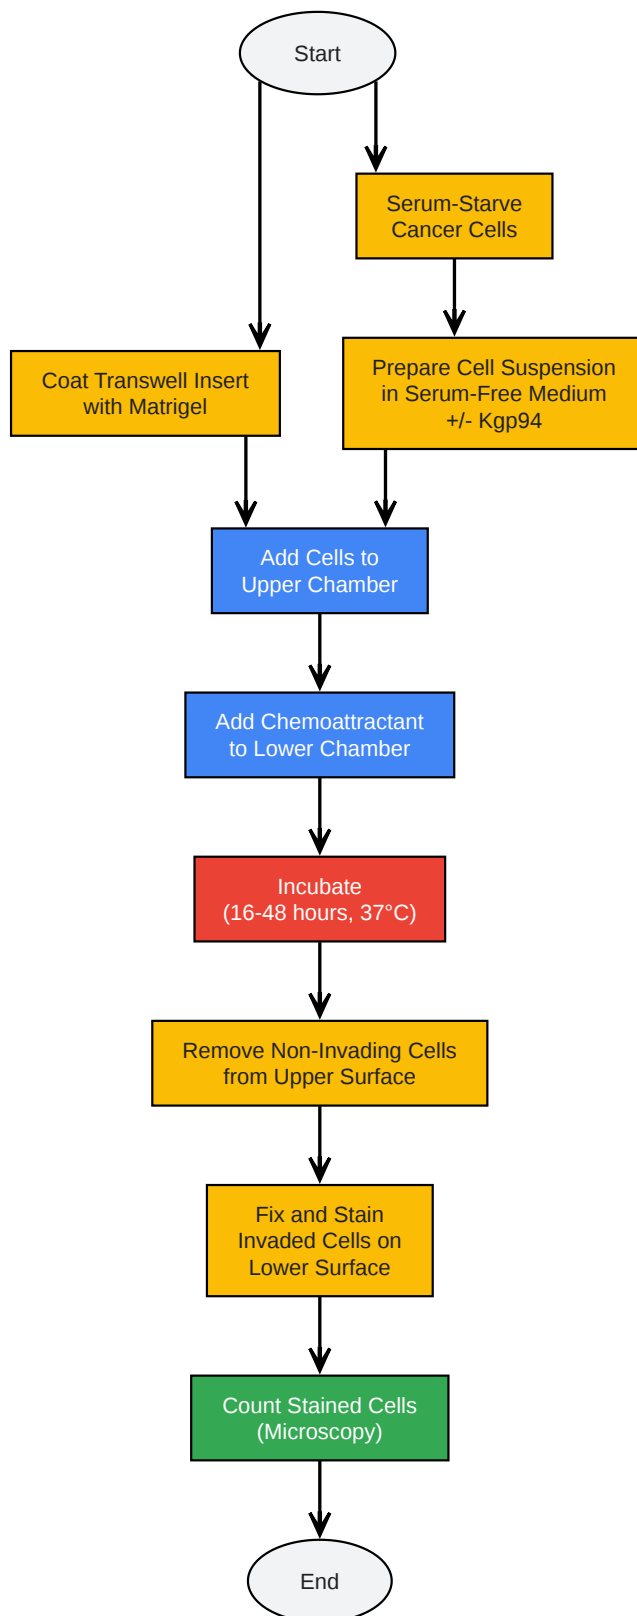 Start
Serum-Starve
Cancer Cells
Coat Transwell Insert
with Matrigel
Prepare Cell Suspension
in Serum-Free Medium
+/- Kgp94
Add Cells to
Upper Chamber
Add Chemoattractant
to Lower Chamber
Incubate
(16-48 hours, 37°C)
Remove Non-Invading Cells
from Upper Surface
Fix and Stain
Invaded Cells on
Lower Surface
Count Stained Cells
(Microscopy)
End